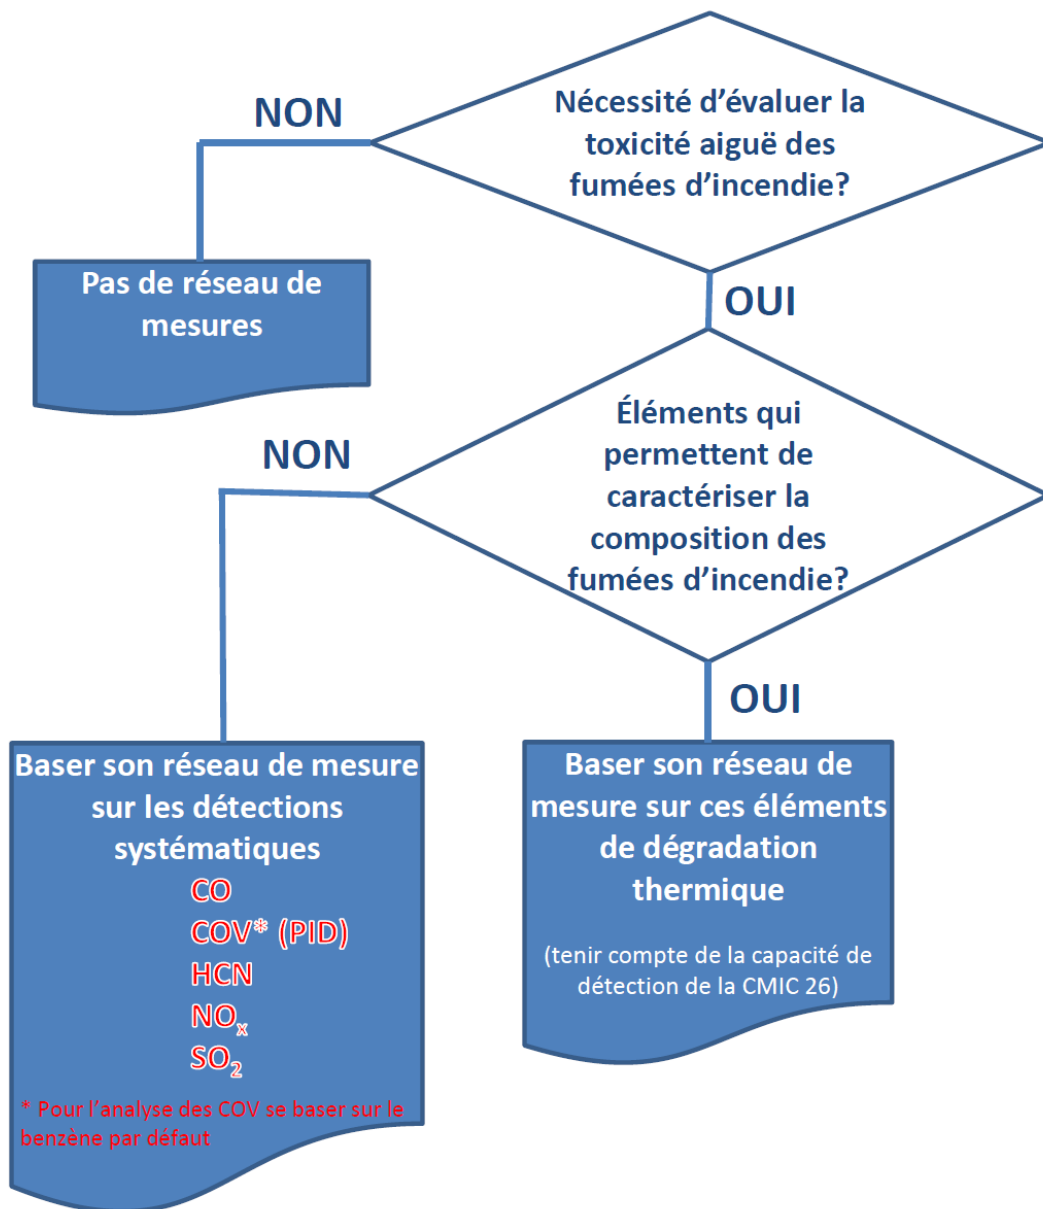 Nécessité d'évaluer la
toxicité aiguë des
fumées d'incendie?
NON
Pas de réseau de
mesures
OUI
Éléments qui
permettent de
caractériser la
composition des
fumées d'incendie?
NON
OUI
Baser son réseau de mesure
sur les détections
systématiques
CO
COV* (PID)
HCN
NOx
SO2
* Pour l'analyse des COV se baser sur le
benzène par défaut
Baser son réseau de
mesure sur ces éléments
de dégradation
thermique
(tenir compte de la capacité de
détection de la CMIC 26)